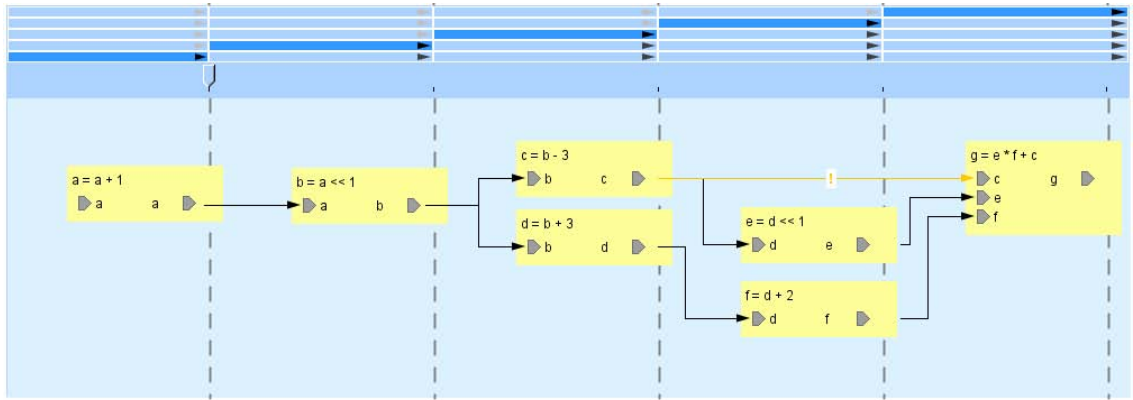 a = a + 1
a a
b = a << 1
a b
c = b - 3
b c
d = b + 3
b d
!
e = d << 1
d e
f = d + 2
d f
g = e * f + c
c g
e
f